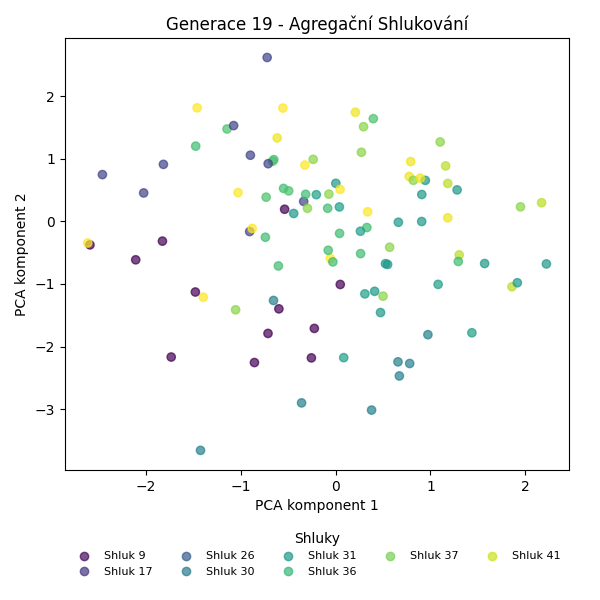 Generace 19 - Agregační Shlukování
PCA komponent 2
2
1
0
−1
−2
−3
−2
−1
0
1
2
PCA komponent 1
Shluky
Shluk 9
Shluk 26
Shluk 31
Shluk 37
Shluk 41
Shluk 17
Shluk 30
Shluk 36